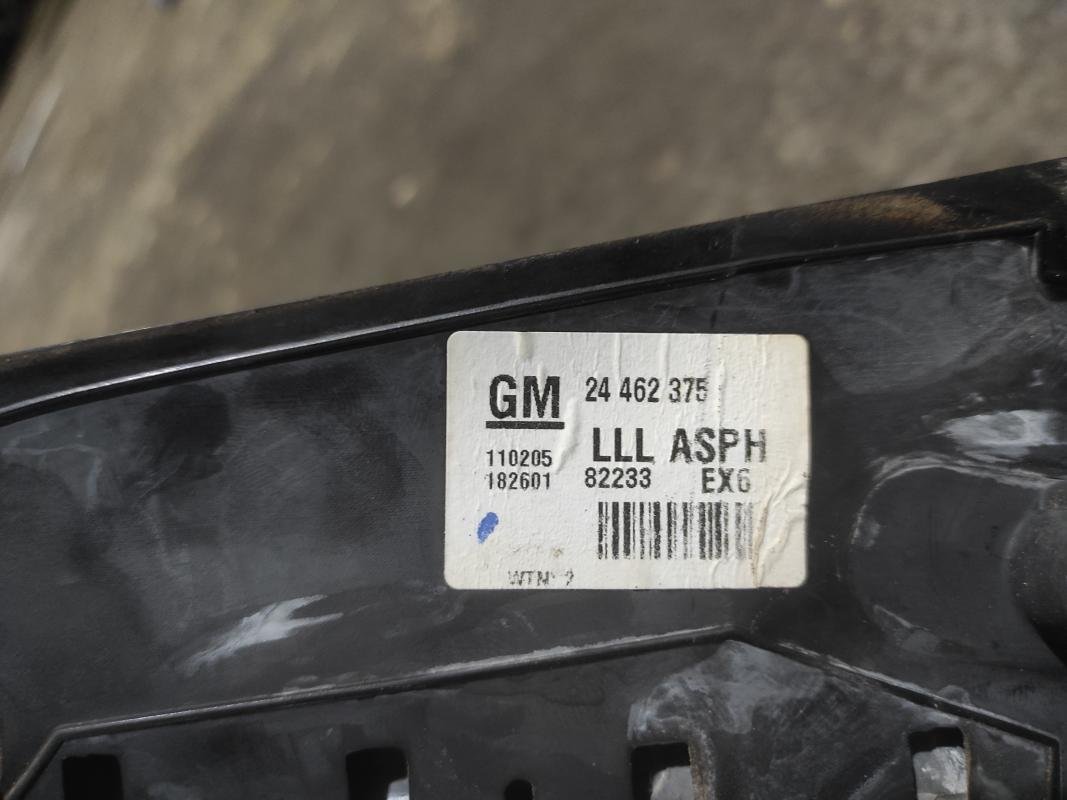 GM 24 462 375
LLL ASPH
110205
182601 82233 EX6